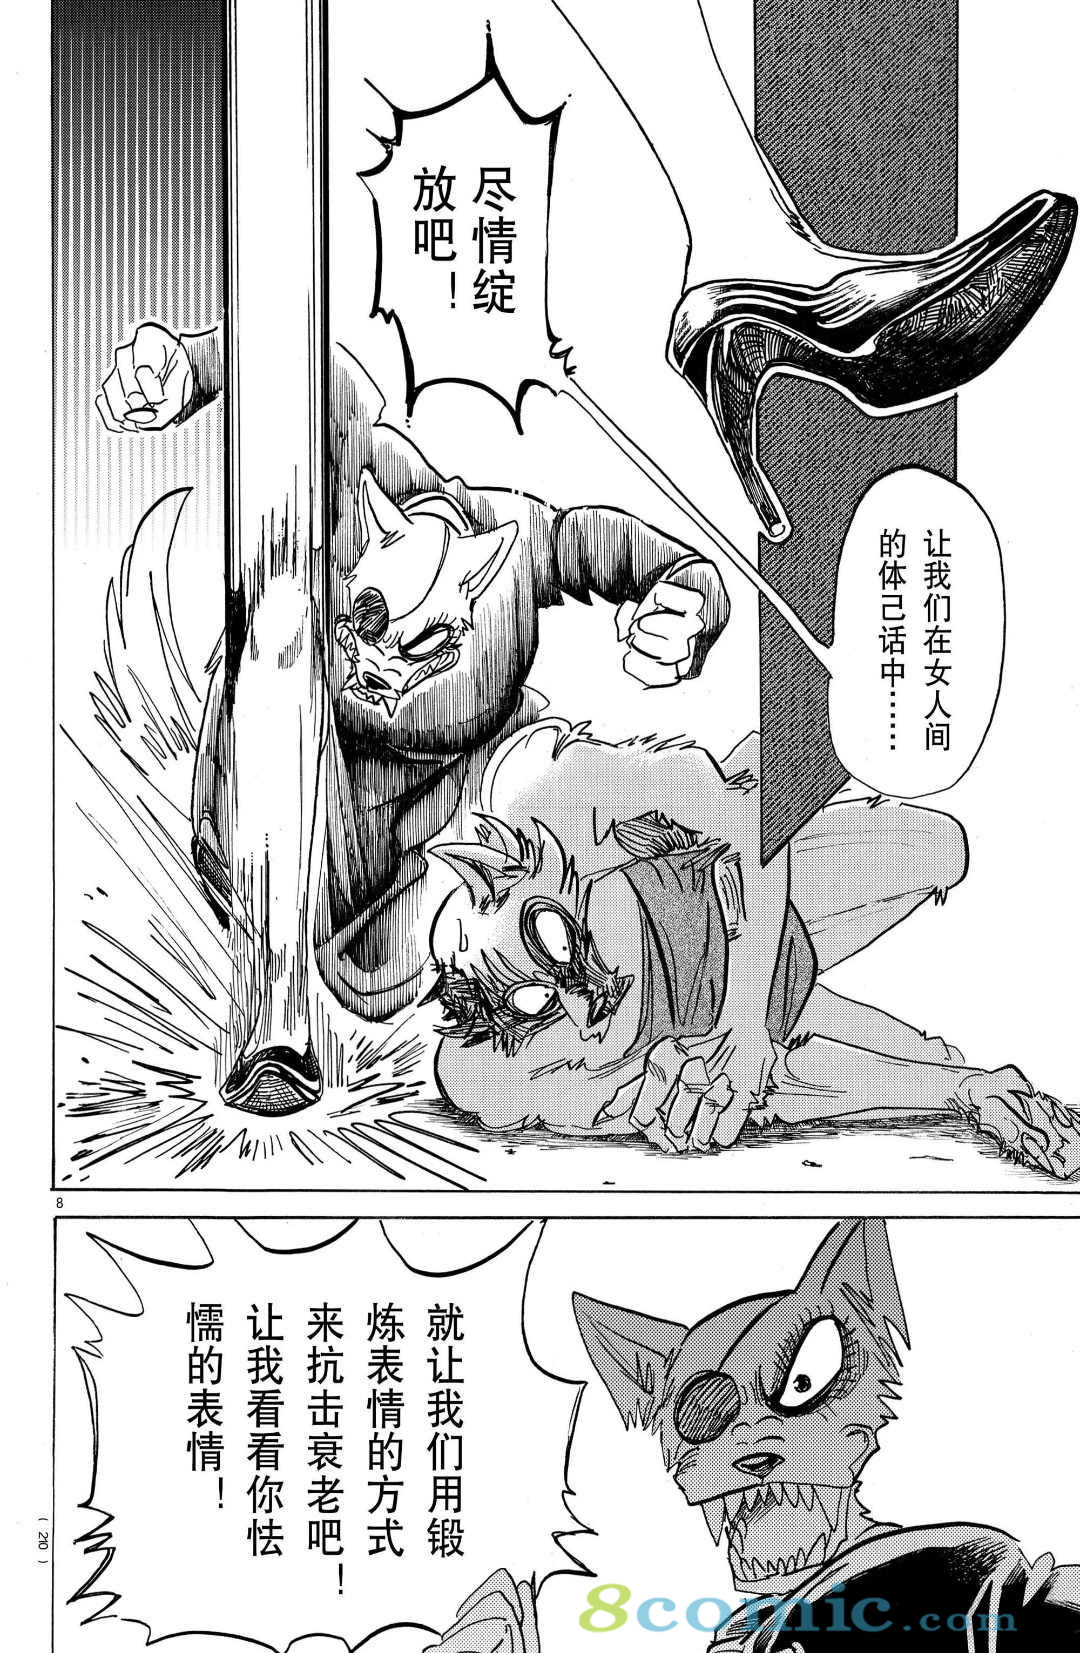 让我们在女人间
的体己话中……
尽情绽
放吧！
8
就让我们用锻
炼表情的方式
来抗击衰老吧！
让我看看你怯
懦的表情！
(210)
8comic.com